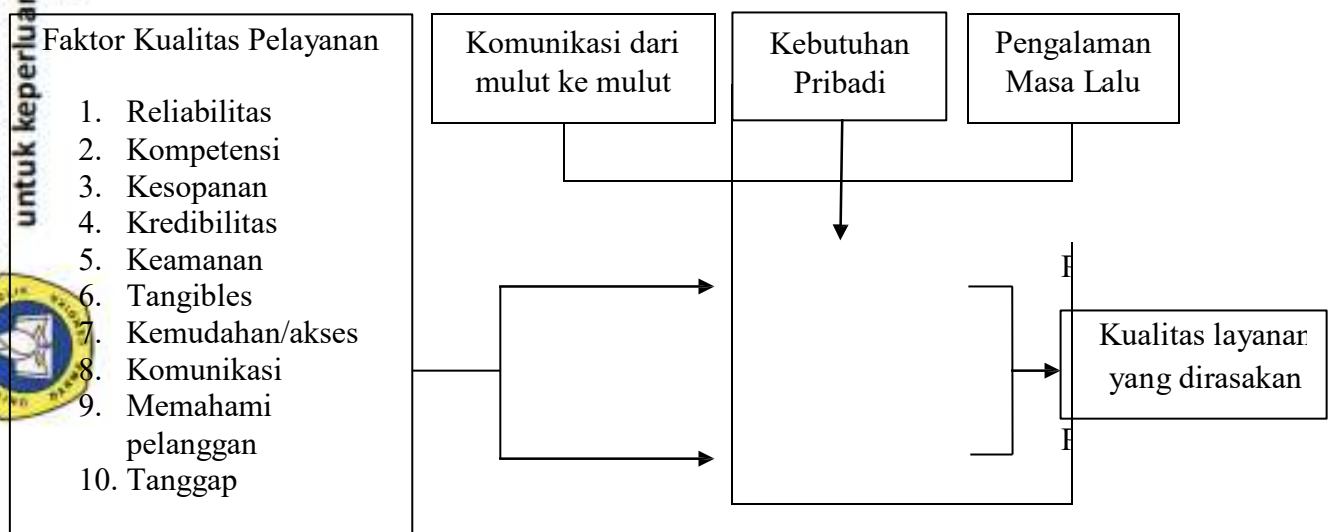 untuk keperluan
Faktor Kualitas Pelayanan
1. Reliabilitas
2. Kompetensi
3. Kesopanan
4. Kredibilitas
5. Keamanan
6. Tangibles
7. Kemudahan/akses
8. Komunikasi
9. Memahami
pelanggan
10. Tanggap
Komunikasi dari
mulut ke mulut
Kebutuhan
Pribadi
Pengalaman
Masa Lalu
Kualitas layanan
yang dirasakan